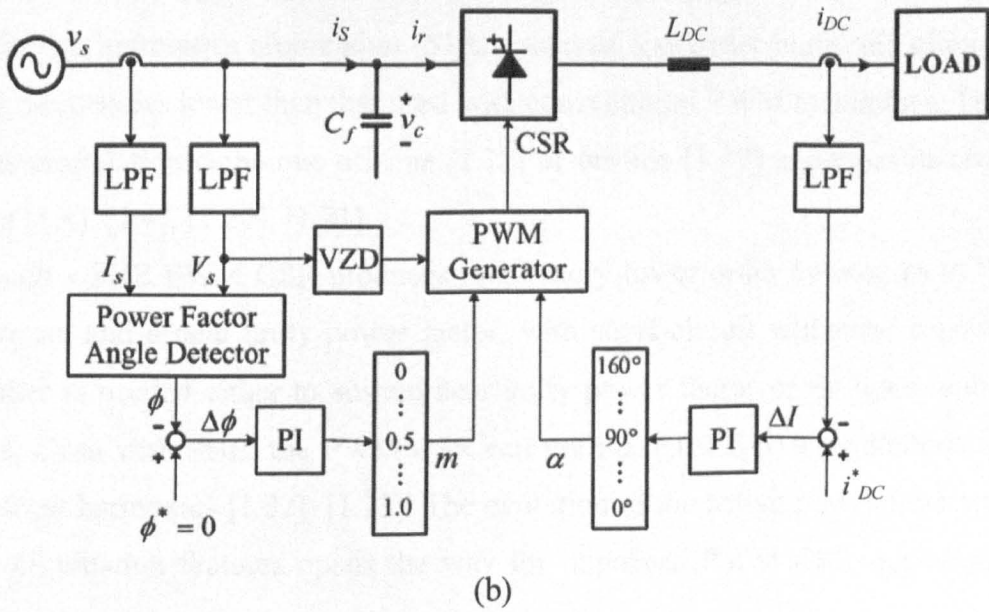 v_s
i_S
i_r
L_DC
i_DC
LOAD
C_f
+
v_c
-
CSR
LPF
LPF
LPF
I_s
V_s
VZD
PWM
Generator
Power Factor
Angle Detector
ϕ
-
+
Δϕ
PI
0
0.5
1.0
m
α
160°
90°
0°
PI
ΔI
-
+
i*_DC
ϕ* = 0
(b)